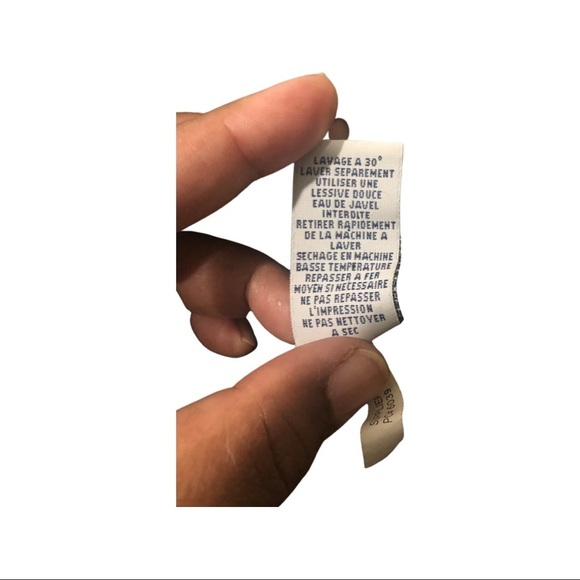 LAVAGE A 30°
LAVER SEPAREMENT
UTILISER UNE
LESSIVE DOUCE
EAU DE JAVEL
INTERDITE
RETIRER RAPIDEMENT
DE LA MACHINE A
LAVER
SECHAGE EN MACHINE
BASSE TEMPERATURE
REPASSER A FER
MOYEN SI NECESSAIRE
NE PAS REPASSER
L'IMPRESSION
NE PAS NETTOYER
A SEC